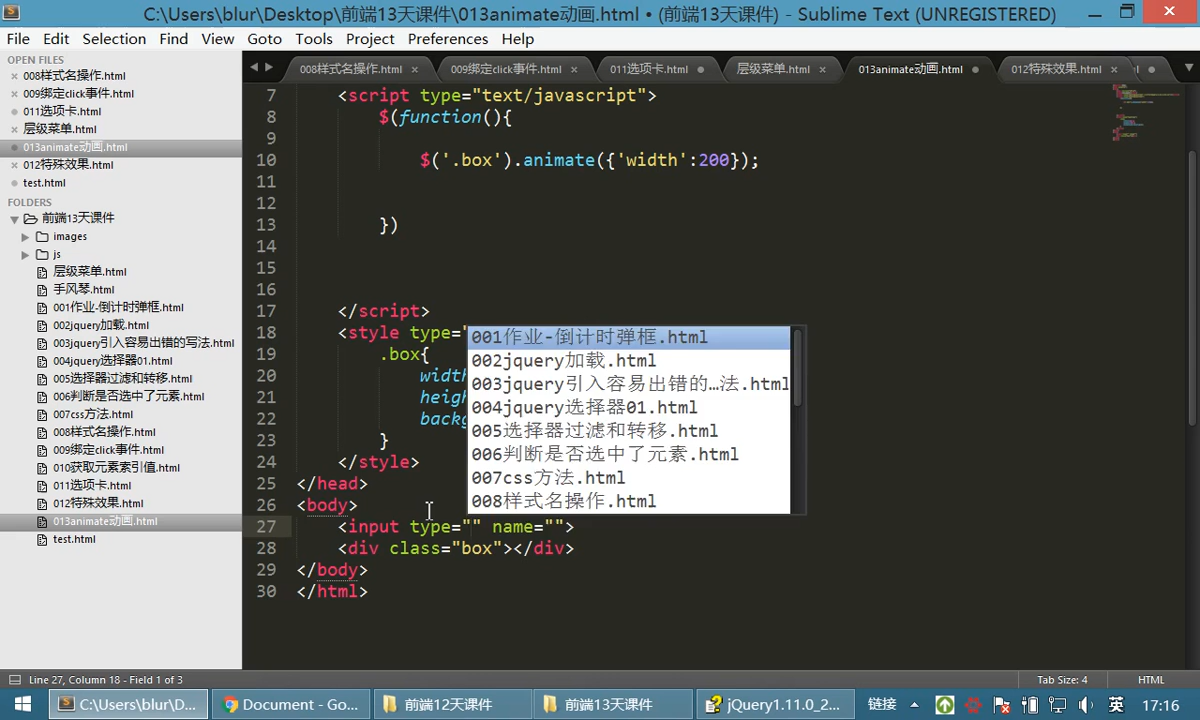 C:\Users\blur\Desktop\前端13天课件\013animate动画.html • (前端13天课件) - Sublime Text (UNREGISTERED)
File Edit Selection Find View Goto Tools Project Preferences Help
OPEN FILES
008样式名操作.html
009绑定click事件.html
011选项卡.html
层级菜单.html
013animate动画.html
012特殊效果.html
test.html
FOLDERS
前端13天课件
images
js
层级菜单.html
手风琴.html
001作业-倒计时弹框.html
002jquery加载.html
003jquery引入容易出错的写法.html
004jquery选择器01.html
005选择器过滤和转移.html
006判断是否选中了元素.html
007css方法.html
008样式名操作.html
009绑定click事件.html
010获取元素索引值.html
011选项卡.html
012特殊效果.html
013animate动画.html
test.html
008样式名操作.html 009绑定click事件.html 011选项卡.html 层级菜单.html 013animate动画.html 012特殊效果.html
7 <script type="text/javascript">
8 $(function(){
9
10 $('.box').animate({'width':200});
11
12
13 })
14
15
16
17 </script>
18 <style type="
19 .box{
20 width
21 heigh
22 backg
23 }
24 </style>
25 </head>
26 <body>
27 <input type="" name="">
28 <div class="box"></div>
29 </body>
30 </html>
001作业-倒计时弹框.html
002jquery加载.html
003jquery引入容易出错的…法.html
004jquery选择器01.html
005选择器过滤和转移.html
006判断是否选中了元素.html
007css方法.html
008样式名操作.html
Line 27, Column 18 - Field 1 of 3 Tab Size: 4 HTML
C:\Users\blur\D... Document - Go... 前端12天课件 前端13天课件 jQuery1.11.0_2... 链接 英 17:16